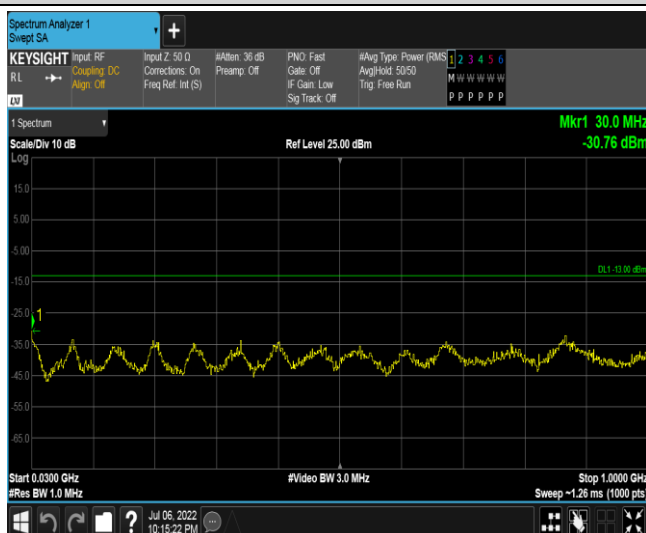 Spectrum Analyzer 1
Swept SA
+
KEYSIGHT Input: RF Input Z: 50 Ω #Atten: 36 dB PNO: Fast #Avg Type: Power (RMS 1 2 3 4 5 6
RL Coupling: DC Corrections: On Preamp: Off Gate: Off Avg|Hold: 50/50 M W W W W W
Align: Off Freq Ref: Int (S) IF Gain: Low Trig: Free Run
Sig Track: Off P P P P P P
LXI
1 Spectrum
Mkr1 30.0 MHz
Scale/Div 10 dB Ref Level 25.00 dBm -30.76 dBm
Log
15.0
5.00
-5.00
DL1 -13.00 dBm
-15.0
-25.0
1
-35.0
-45.0
-55.0
-65.0
Start 0.0300 GHz #Video BW 3.0 MHz Stop 1.0000 GHz
#Res BW 1.0 MHz Sweep ~1.26 ms (1000 pts)
? Jul 06, 2022
10:15:22 PM